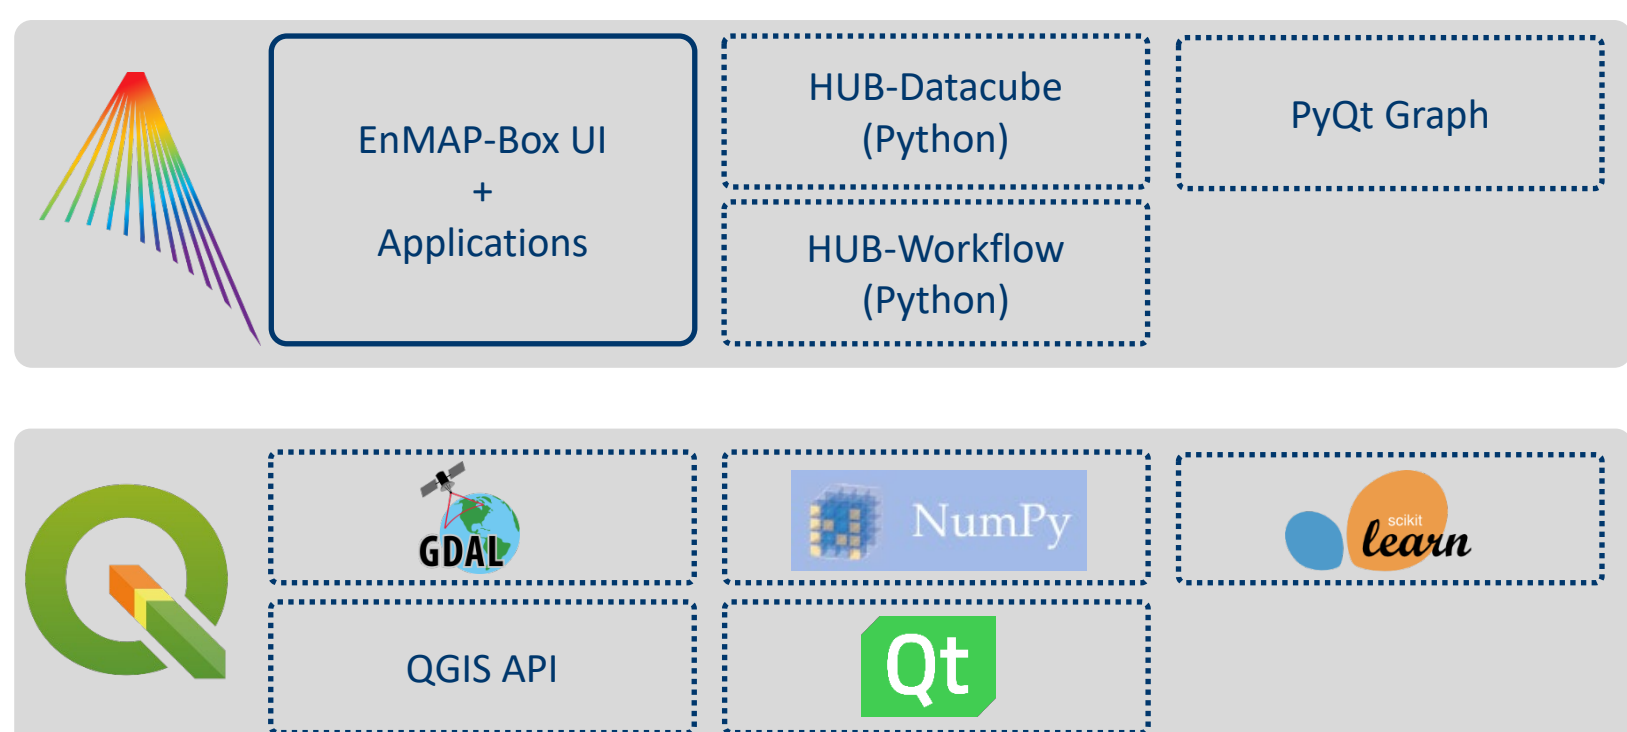 EnMAP-Box UI
+
Applications
HUB-Datacube
(Python)
HUB-Workflow
(Python)
PyQt Graph
GDAL
NumPy
scikit
learn
QGIS API
Qt